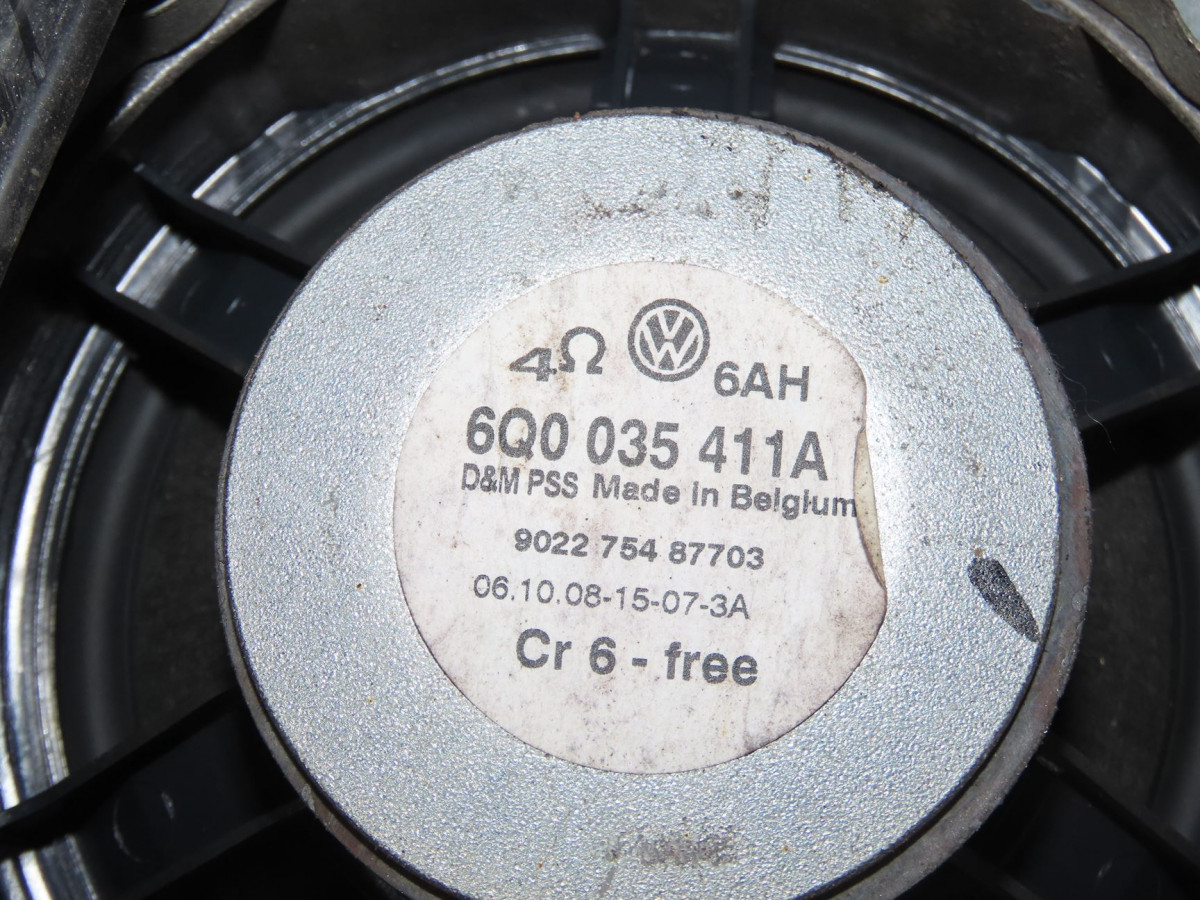 4Ω VW 6AH
6Q0 035 411A
D&M PSS Made in Belgium
9022 754 87703
06.10.08-15-07-3A
Cr 6 - free